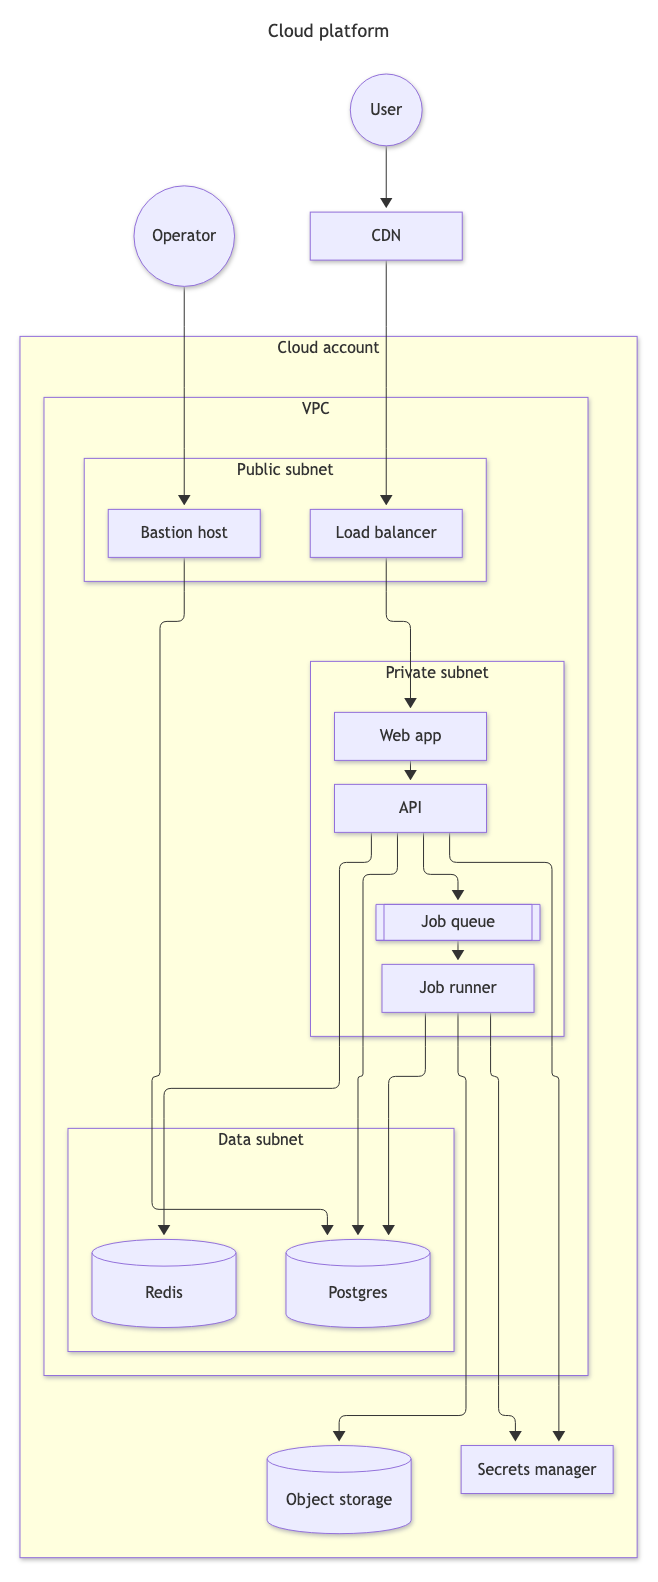 Cloud platform
User
Operator
CDN
Cloud account
VPC
Public subnet
Bastion host
Load balancer
Private subnet
Web app
API
Job queue
Job runner
Data subnet
Redis
Postgres
Object storage
Secrets manager